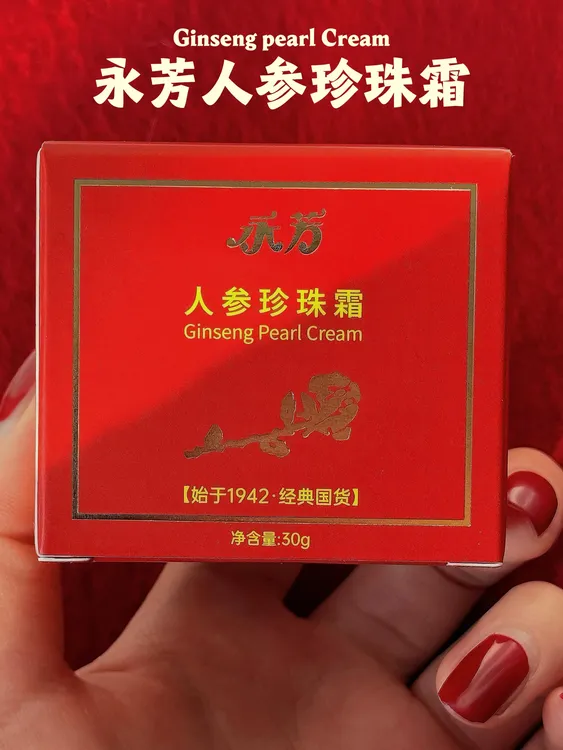 Ginseng pearl Cream
永芳人参珍珠霜
永芳
人参珍珠霜
Ginseng Pearl Cream
【始于1942·经典国货】
净含量:30g